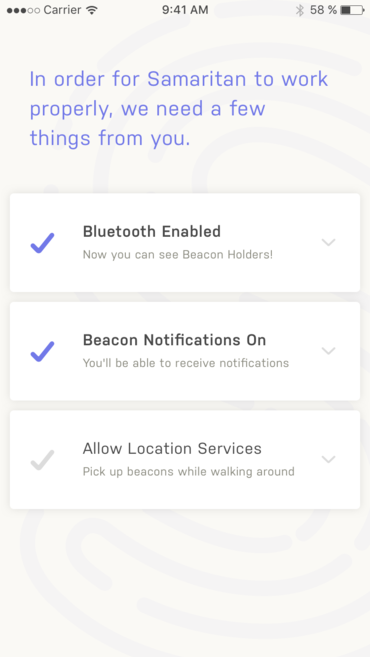 Carrier 9:41 AM 58 %
In order for Samaritan to work
properly, we need a few
things from you.
Bluetooth Enabled
Now you can see Beacon Holders!
Beacon Notifications On
You'll be able to receive notifications
Allow Location Services
Pick up beacons while walking around